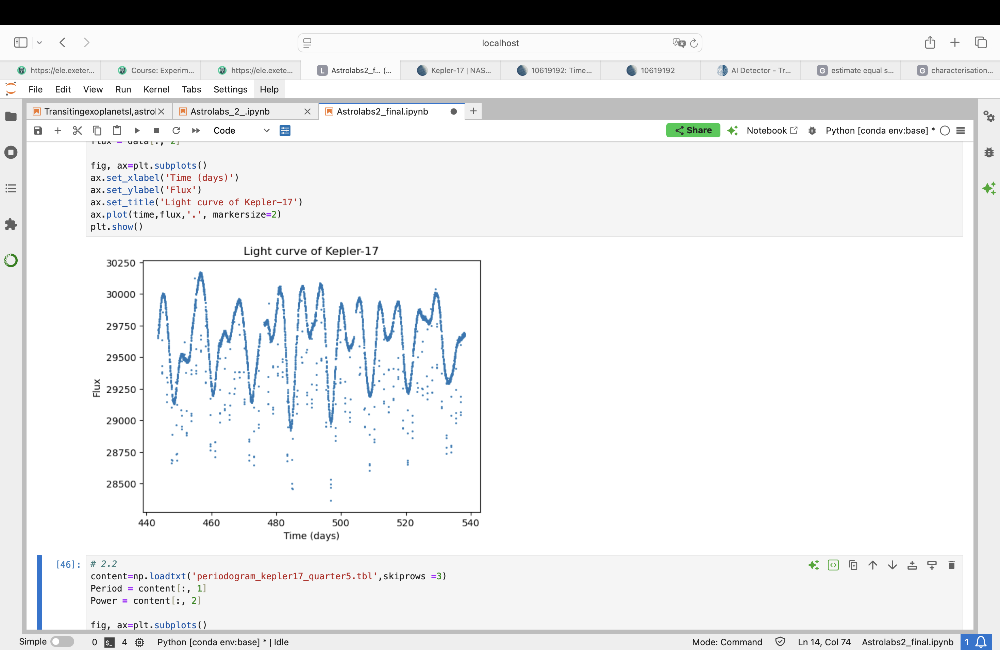 localhost
https://ele.exeter...
Course: Experim...
https://ele.exete...
L
Astrolabs2_f... (...
Kepler-17 | NAS...
10619192: Time...
10619192
AI Detector - Tr...
G
estimate equal s...
G
characterisation...
File Edit View Run Kernel Tabs Settings Help
TransitingexoplanetsI,astrol
Astrolabs_2_.ipynb
Astrolabs2_final.ipynb
Code
Share
Notebook
Python [conda env:base] *
flux = data[:, 2]
fig, ax=plt.subplots()
ax.set_xlabel('Time (days)')
ax.set_ylabel('Flux')
ax.set_title('Light curve of Kepler-17')
ax.plot(time,flux,'.', markersize=2)
plt.show()
Light curve of Kepler-17
30250
30000
29750
29500
29250
29000
28750
28500
Flux
440 460 480 500 520 540
Time (days)
[46]:
# 2.2
content=np.loadtxt('periodogram_kepler17_quarter5.tbl',skiprows =3)
Period = content[:, 1]
Power = content[:, 2]
fig, ax=plt.subplots()
Simple
0
$_
4
Python [conda env:base] * | Idle
Mode: Command
Ln 14, Col 74
Astrolabs2_final.ipynb
1